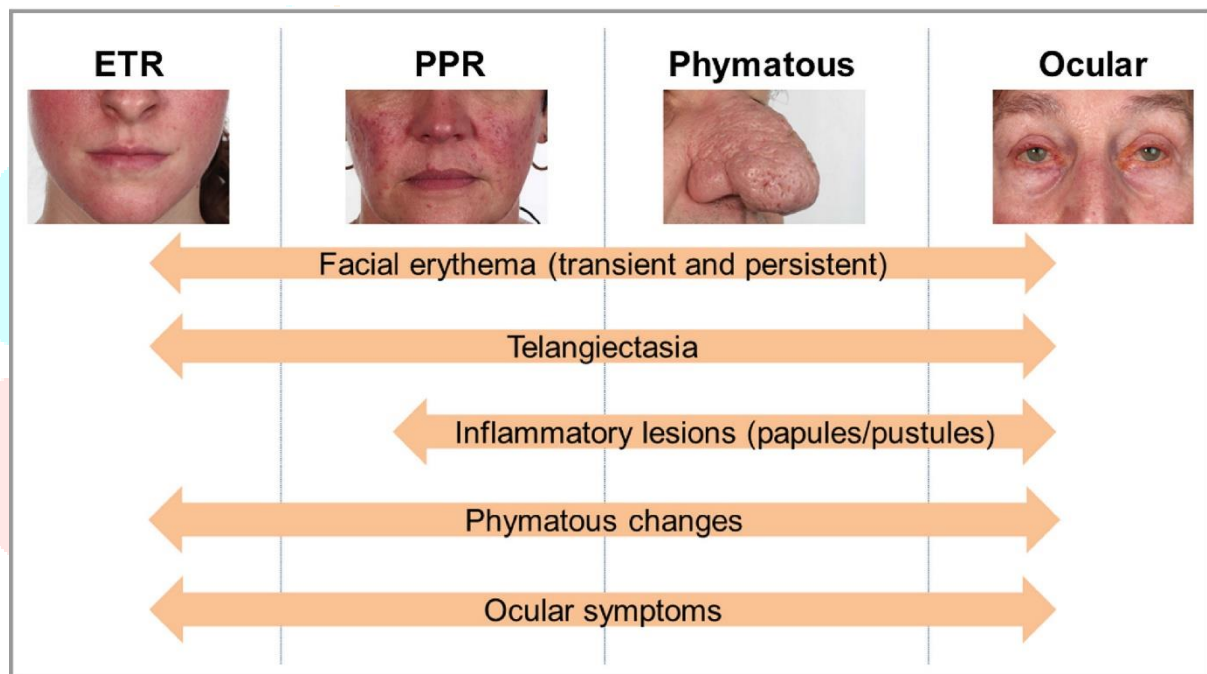 ETR
PPR
Phymatous
Ocular
Facial erythema (transient and persistent)
Telangiectasia
Inflammatory lesions (papules/pustules)
Phymatous changes
Ocular symptoms